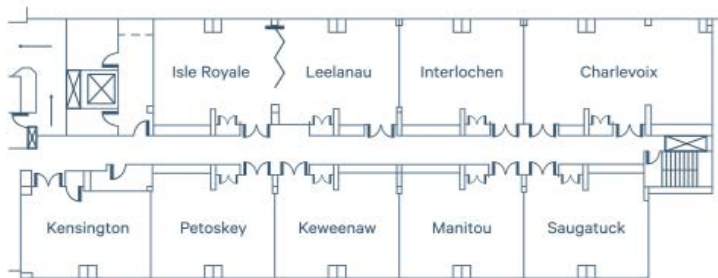 Isle Royale
Leelanau
Interlochen
Charlevoix
Kensington
Petoskey
Keweenaw
Manitou
Saugatuck